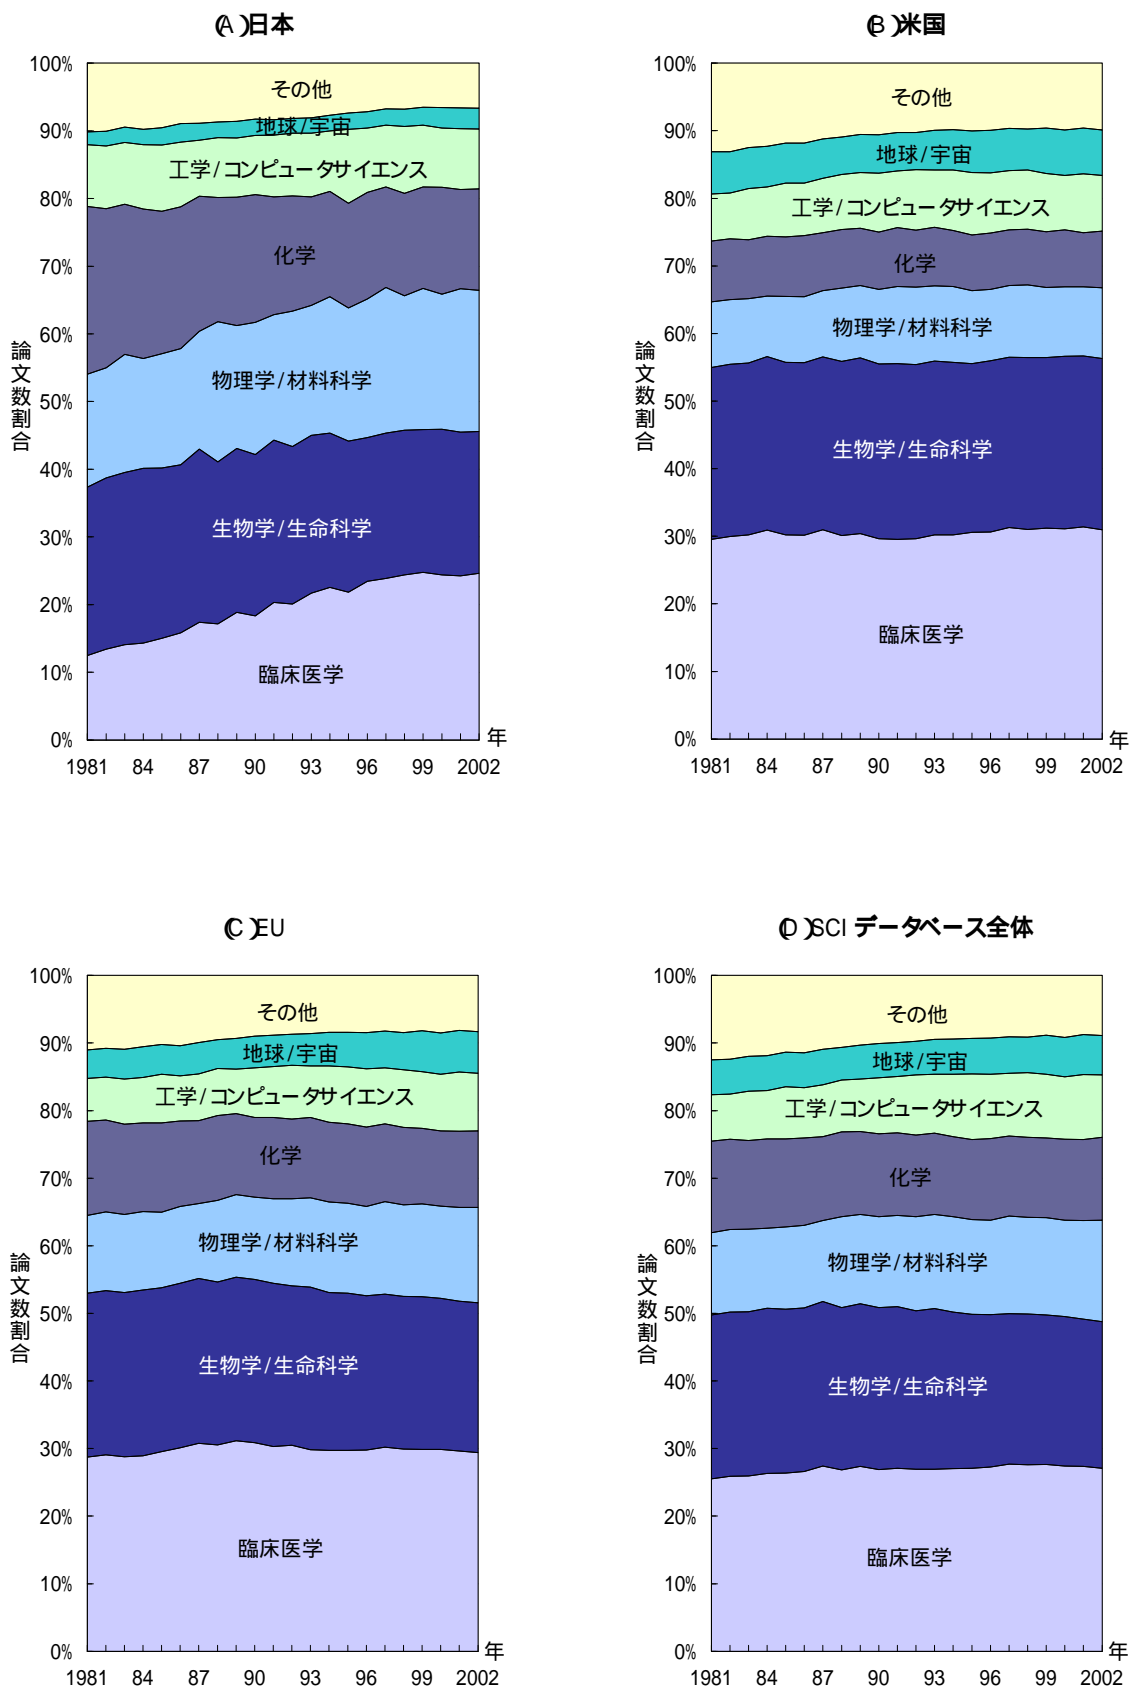 (A)日本
100%
90%
80%
70%
60%
50%
40%
30%
20%
10%
0%
論文数割合
その他
地球/宇宙
工学/コンピュータサイエンス
化学
物理学/材料科学
生物学/生命科学
臨床医学
1981 84 87 90 93 96 99 2002
年
(B)米国
100%
90%
80%
70%
60%
50%
40%
30%
20%
10%
0%
論文数割合
その他
地球/宇宙
工学/コンピュータサイエンス
化学
物理学/材料科学
生物学/生命科学
臨床医学
1981 84 87 90 93 96 99 2002
年
(C)EU
100%
90%
80%
70%
60%
50%
40%
30%
20%
10%
0%
論文数割合
その他
地球/宇宙
工学/コンピュータサイエンス
化学
物理学/材料科学
生物学/生命科学
臨床医学
1981 84 87 90 93 96 99 2002
年
(D)SCI データベース全体
100%
90%
80%
70%
60%
50%
40%
30%
20%
10%
0%
論文数割合
その他
地球/宇宙
工学/コンピュータサイエンス
化学
物理学/材料科学
生物学/生命科学
臨床医学
1981 84 87 90 93 96 99 2002
年